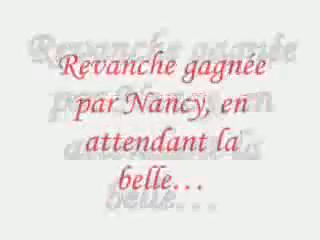 Revanche gagnée
par Nancy, en
attendant la
belle…